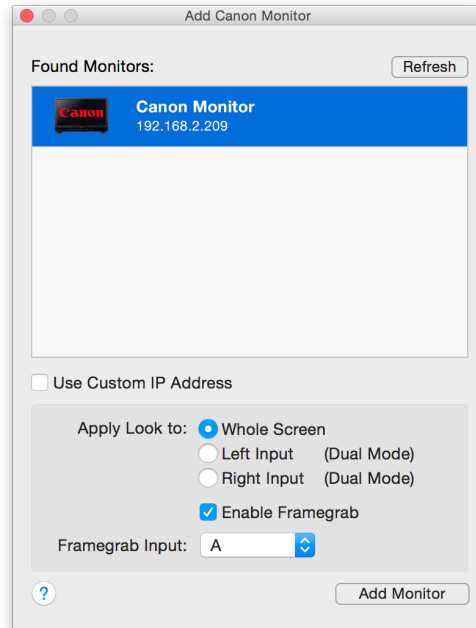 Add Canon Monitor
Found Monitors:
Refresh
Canon
Canon Monitor
192.168.2.209
Use Custom IP Address
Apply Look to: Whole Screen
Left Input (Dual Mode)
Right Input (Dual Mode)
Enable Framegrab
Framegrab Input: A
? Add Monitor